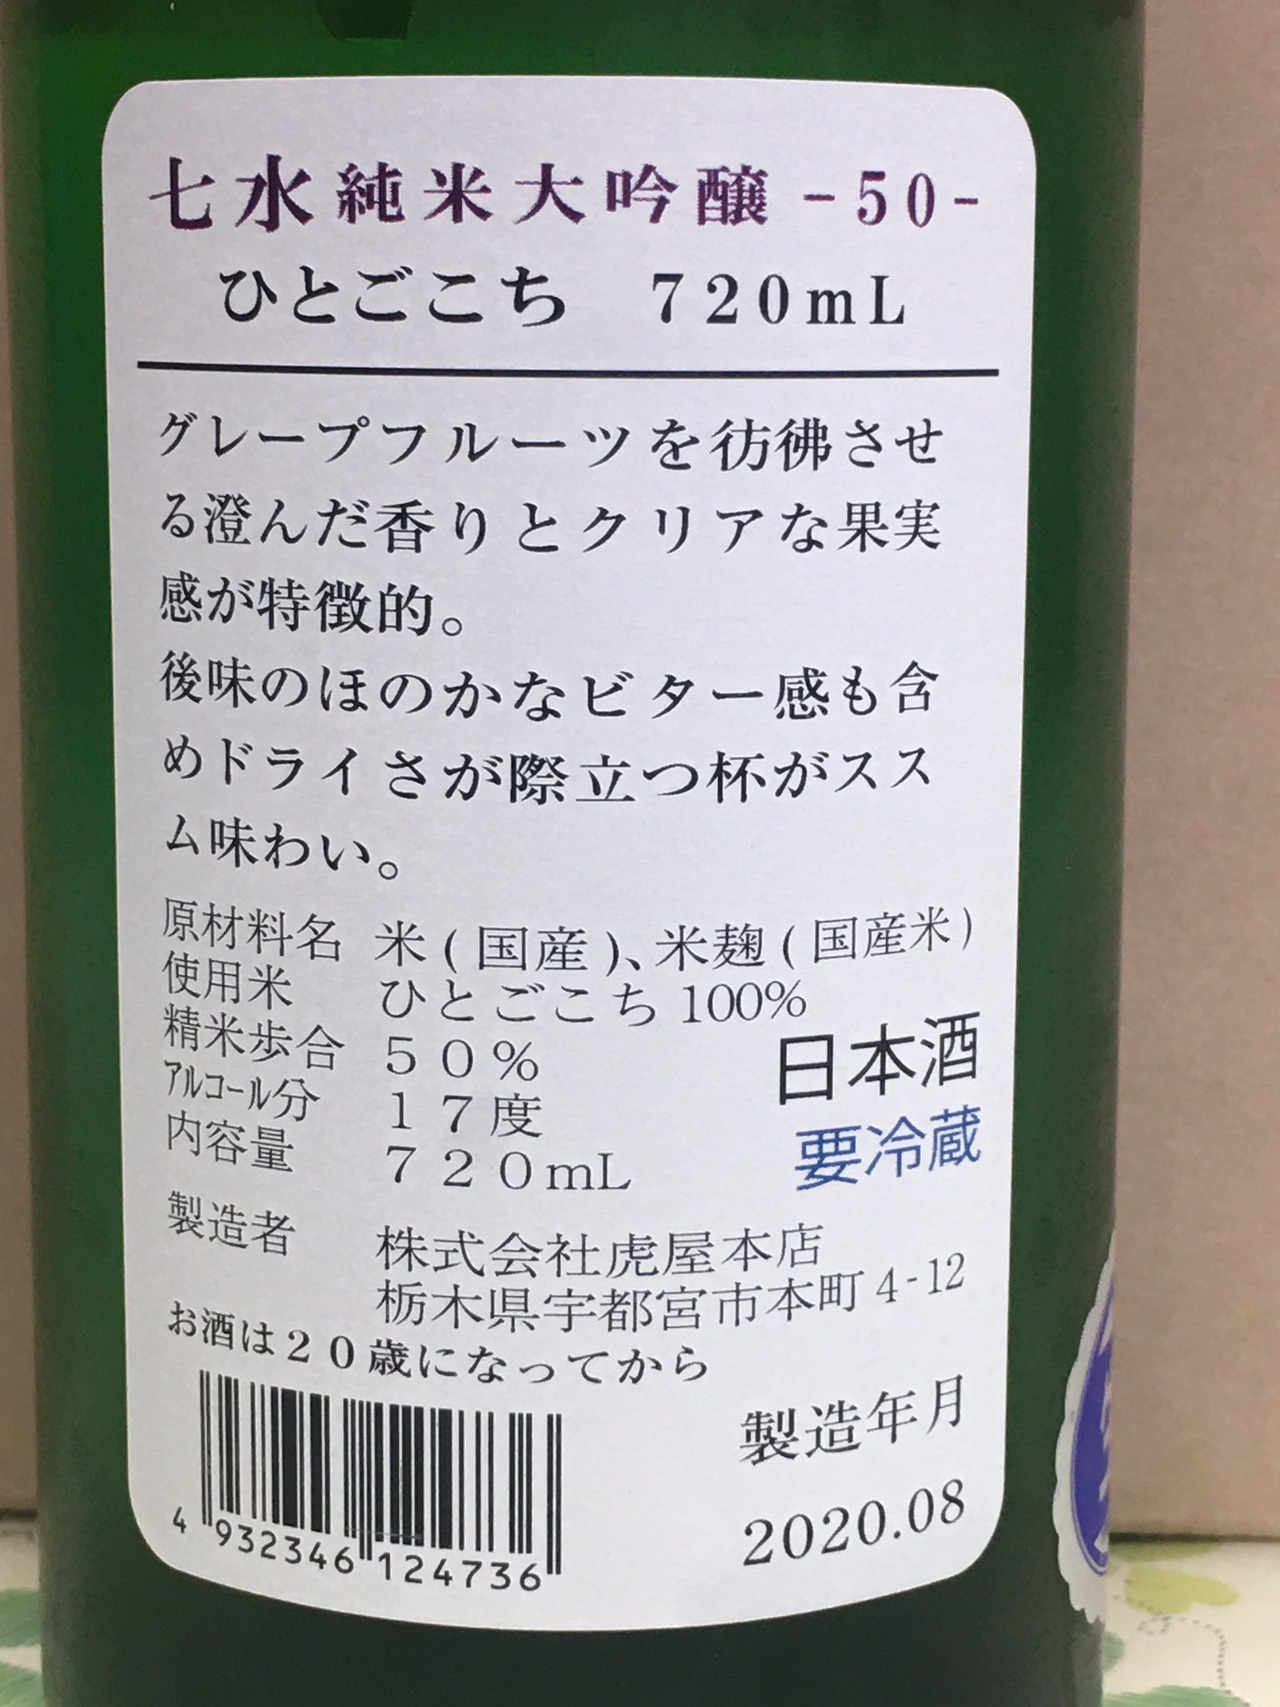 七水純米大吟醸 -50-
ひとごこち 720mL
グレープフルーツを彷彿させ
る澄んだ香りとクリアな果実
感が特徴的。
後味のほのかなビター感も含
めドライさが際立つ杯がスス
ム味わい。
原材料名 米(国産)、米麹(国産米)
使用米 ひとごこち100%
精米歩合 50%
アルコール分 17度
内容量 720mL
日本酒
要冷蔵
製造者 株式会社虎屋本店
栃木県宇都宮市本町4-12
お酒は20歳になってから
製造年月
2020.08
4 932346 124736